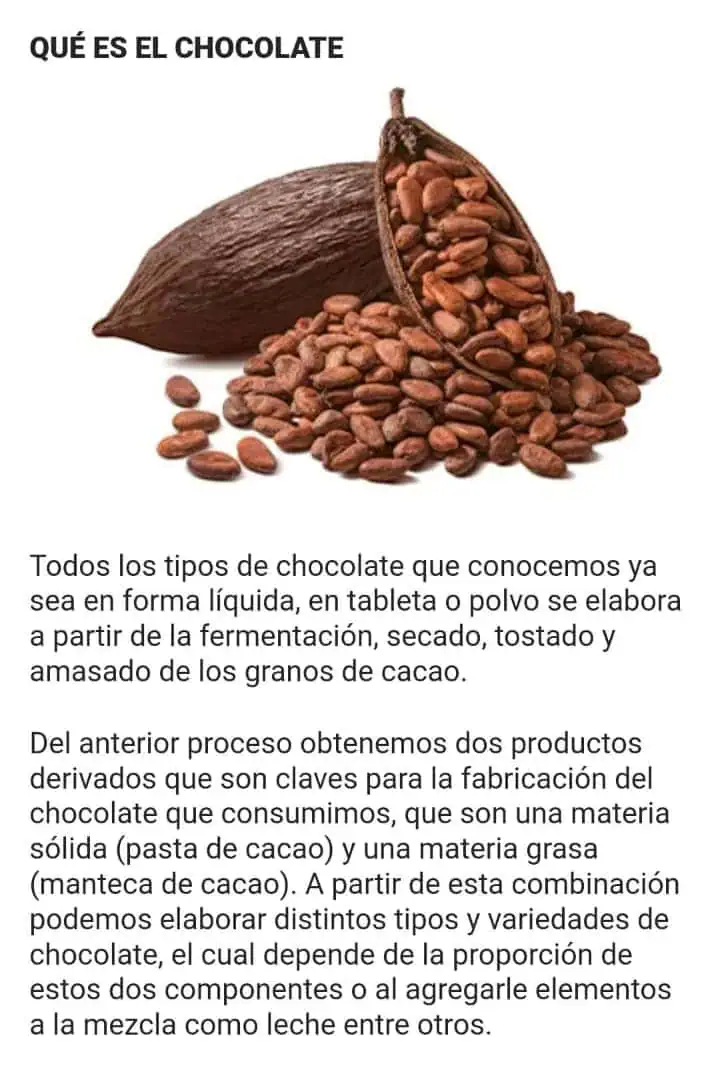 QUÉ ES EL CHOCOLATE
Todos los tipos de chocolate que conocemos ya
sea en forma líquida, en tableta o polvo se elabora
a partir de la fermentación, secado, tostado y
amasado de los granos de cacao.
Del anterior proceso obtenemos dos productos
derivados que son claves para la fabricación del
chocolate que consumimos, que son una materia
sólida (pasta de cacao) y una materia grasa
(manteca de cacao). A partir de esta combinación
podemos elaborar distintos tipos y variedades de
chocolate, el cual depende de la proporción de
estos dos componentes o al agregarle elementos
a la mezcla como leche entre otros.